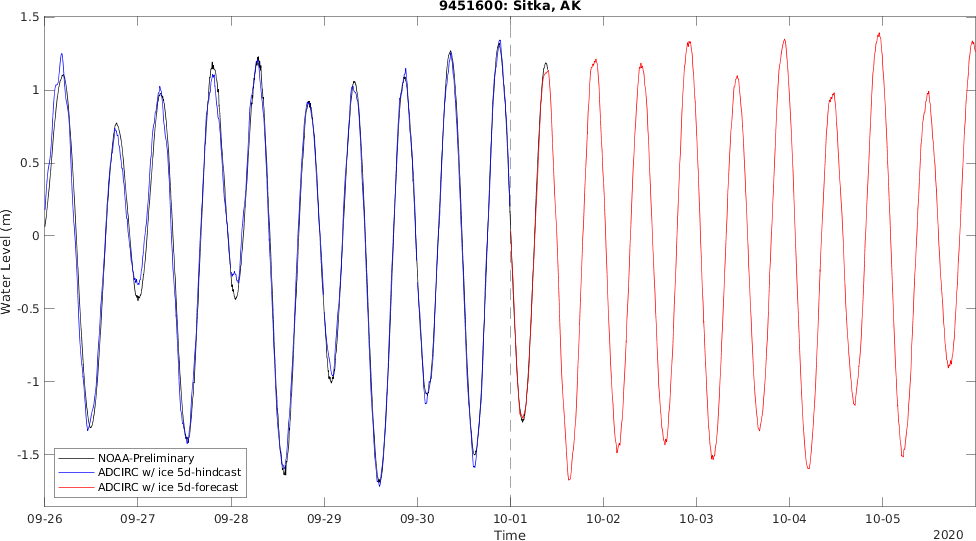 9451600: Sitka, AK
1.5
1
0.5
0
-0.5
-1
-1.5
Water Level (m)
NOAA-Preliminary
ADCIRC w/ ice 5d-hindcast
ADCIRC w/ ice 5d-forecast
09-26 09-27 09-28 09-29 09-30 10-01 10-02 10-03 10-04 10-05
Time
2020